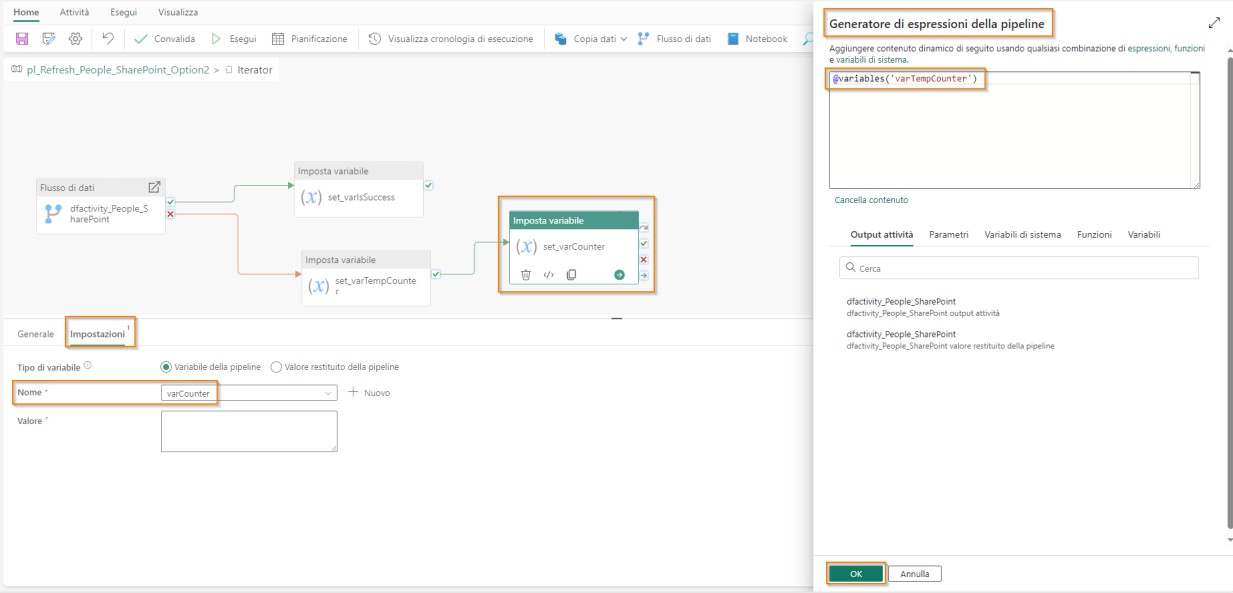 Home Attività Esegui Visualizza
Convalida Esegui Pianificazione Visualizza cronologia di esecuzione Copia dati Flusso di dati Notebook
pl_Refresh_People_SharePoint_Option2 > Iterator
Flusso di dati
dfactivity_People_S
harePoint
Imposta variabile
(x) set_varIsSuccess
Imposta variabile
(x) set_varTempCounte
r
Imposta variabile
(x) set_varCounter
Generale Impostazioni 1
Tipo di variabile Variabile della pipeline Valore restituito della pipeline
Nome * varCounter + Nuovo
Valore *
Generatore di espressioni della pipeline
Aggiungere contenuto dinamico di seguito usando qualsiasi combinazione di espressioni, funzioni
e variabili di sistema.
@variables('varTempCounter')
Cancella contenuto
Output attività Parametri Variabili di sistema Funzioni Variabili
Cerca
dfactivity_People_SharePoint
dfactivity_People_SharePoint output attività
dfactivity_People_SharePoint
dfactivity_People_SharePoint valore restituito della pipeline
OK Annulla